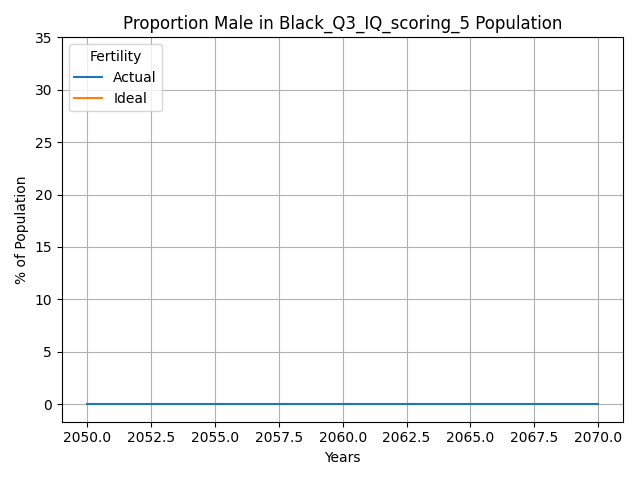 Proportion Male in Black_Q3_IQ_scoring_5 Population
35
30
25
20
15
10
5
0
% of Population
Fertility
Actual
Ideal
2050.0 2052.5 2055.0 2057.5 2060.0 2062.5 2065.0 2067.5 2070.0
Years